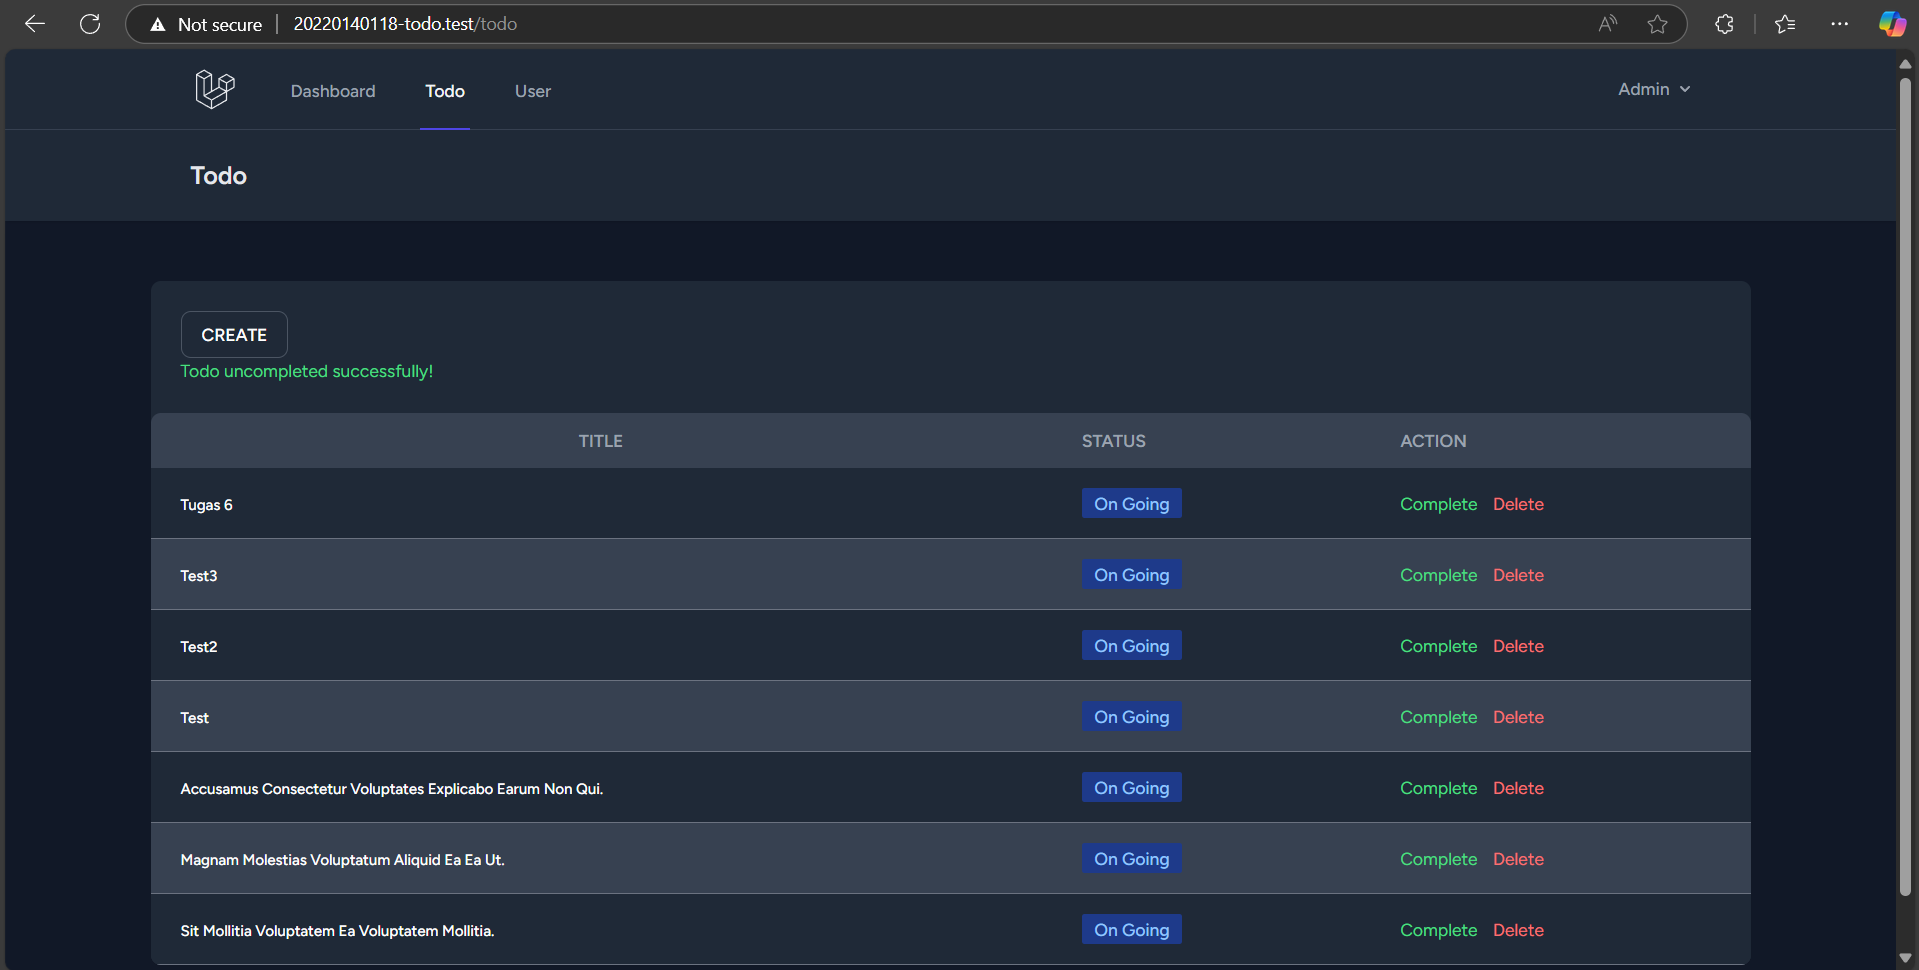 Not secure 20220140118-todo.test/todo
Dashboard Todo User Admin
Todo
CREATE
Todo uncompleted successfully!
TITLE STATUS ACTION
Tugas 6 On Going Complete Delete
Test3 On Going Complete Delete
Test2 On Going Complete Delete
Test On Going Complete Delete
Accusamus Consectetur Voluptates Explicabo Earum Non Qui. On Going Complete Delete
Magnam Molestias Voluptatum Aliquid Ea Ea Ut. On Going Complete Delete
Sit Mollitia Voluptatem Ea Voluptatem Mollitia. On Going Complete Delete